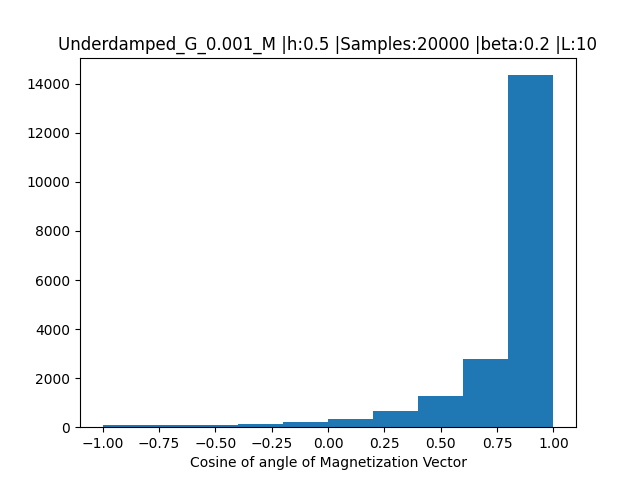 Underdamped_G_0.001_M |h:0.5 |Samples:20000 |beta:0.2 |L:10
14000
12000
10000
8000
6000
4000
2000
0
−1.00 −0.75 −0.50 −0.25 0.00 0.25 0.50 0.75 1.00
Cosine of angle of Magnetization Vector